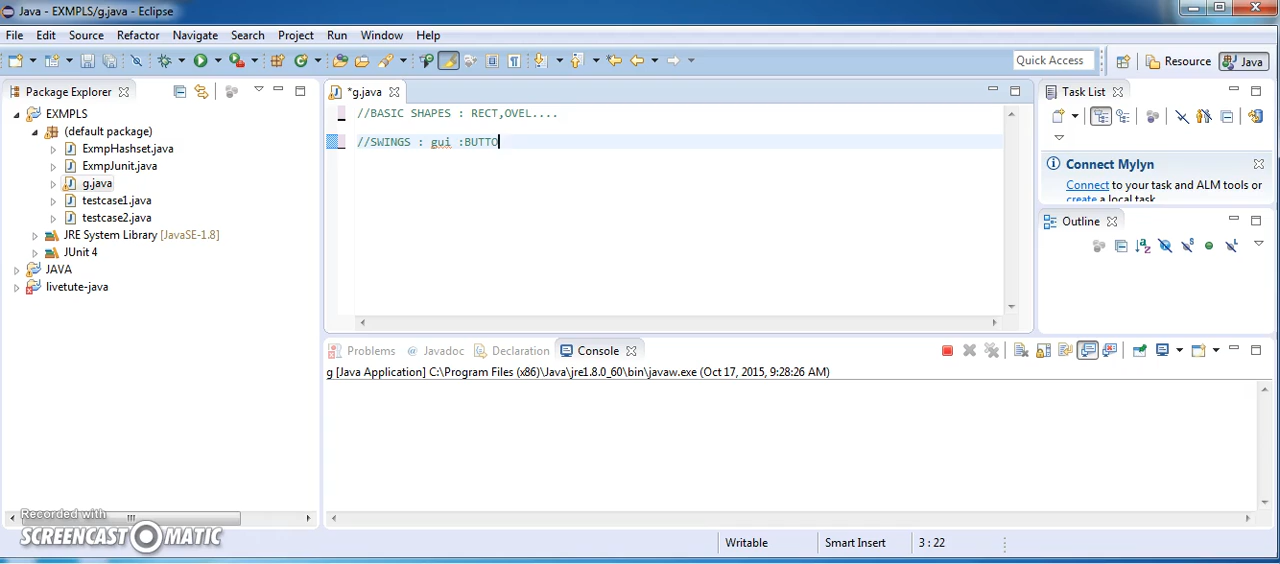 Java - EXMPLS/g.java - Eclipse
File Edit Source Refactor Navigate Search Project Run Window Help
Quick Access Resource Java
Package Explorer
*g.java
Task List
EXMPLS
(default package)
ExmpHashset.java
ExmpJunit.java
g.java
testcase1.java
testcase2.java
JRE System Library [JavaSE-1.8]
JUnit 4
JAVA
livetute-java
//BASIC SHAPES : RECT,OVEL....
//SWINGS : gui :BUTTO
Connect Mylyn
Connect to your task and ALM tools or
create a local task.
Outline
Problems Javadoc Declaration Console
g [Java Application] C:\Program Files (x86)\Java\jre1.8.0_60\bin\javaw.exe (Oct 17, 2015, 9:28:26 AM)
Recorded with
SCREENCAST MATIC
Writable Smart Insert 3 : 22